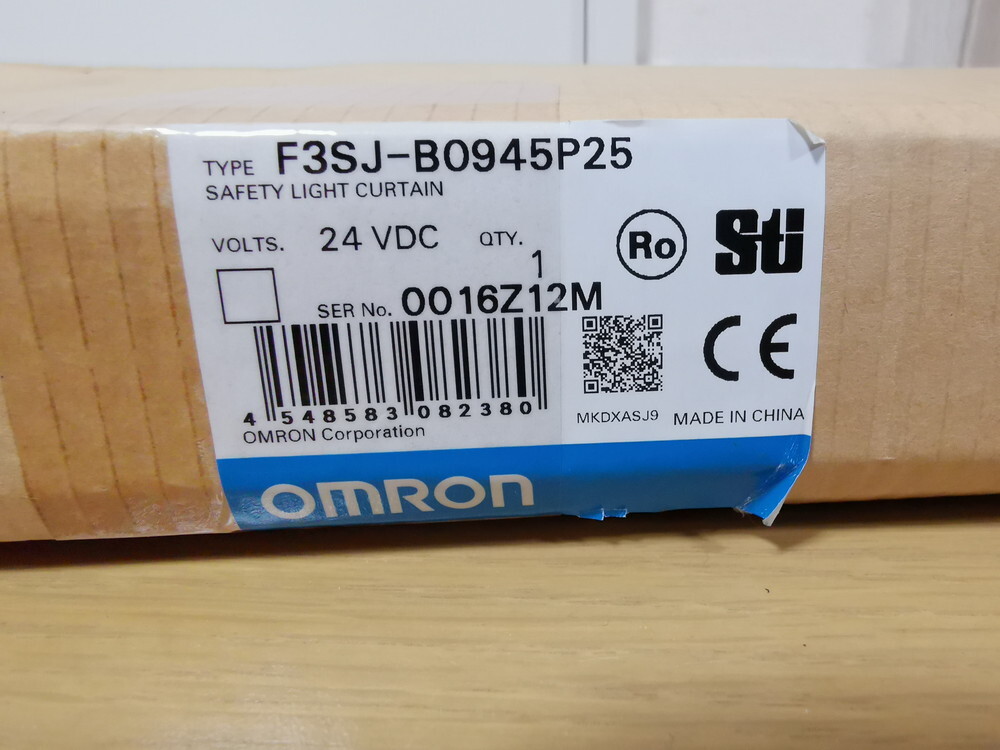 TYPE F3SJ-B0945P25
SAFETY LIGHT CURTAIN
VOLTS. 24 VDC QTY.
1
SER No. 0016Z12M
Ro
Sti
CE
4 548583 082380
OMRON Corporation
MKDXASJ9 MADE IN CHINA
OMRON